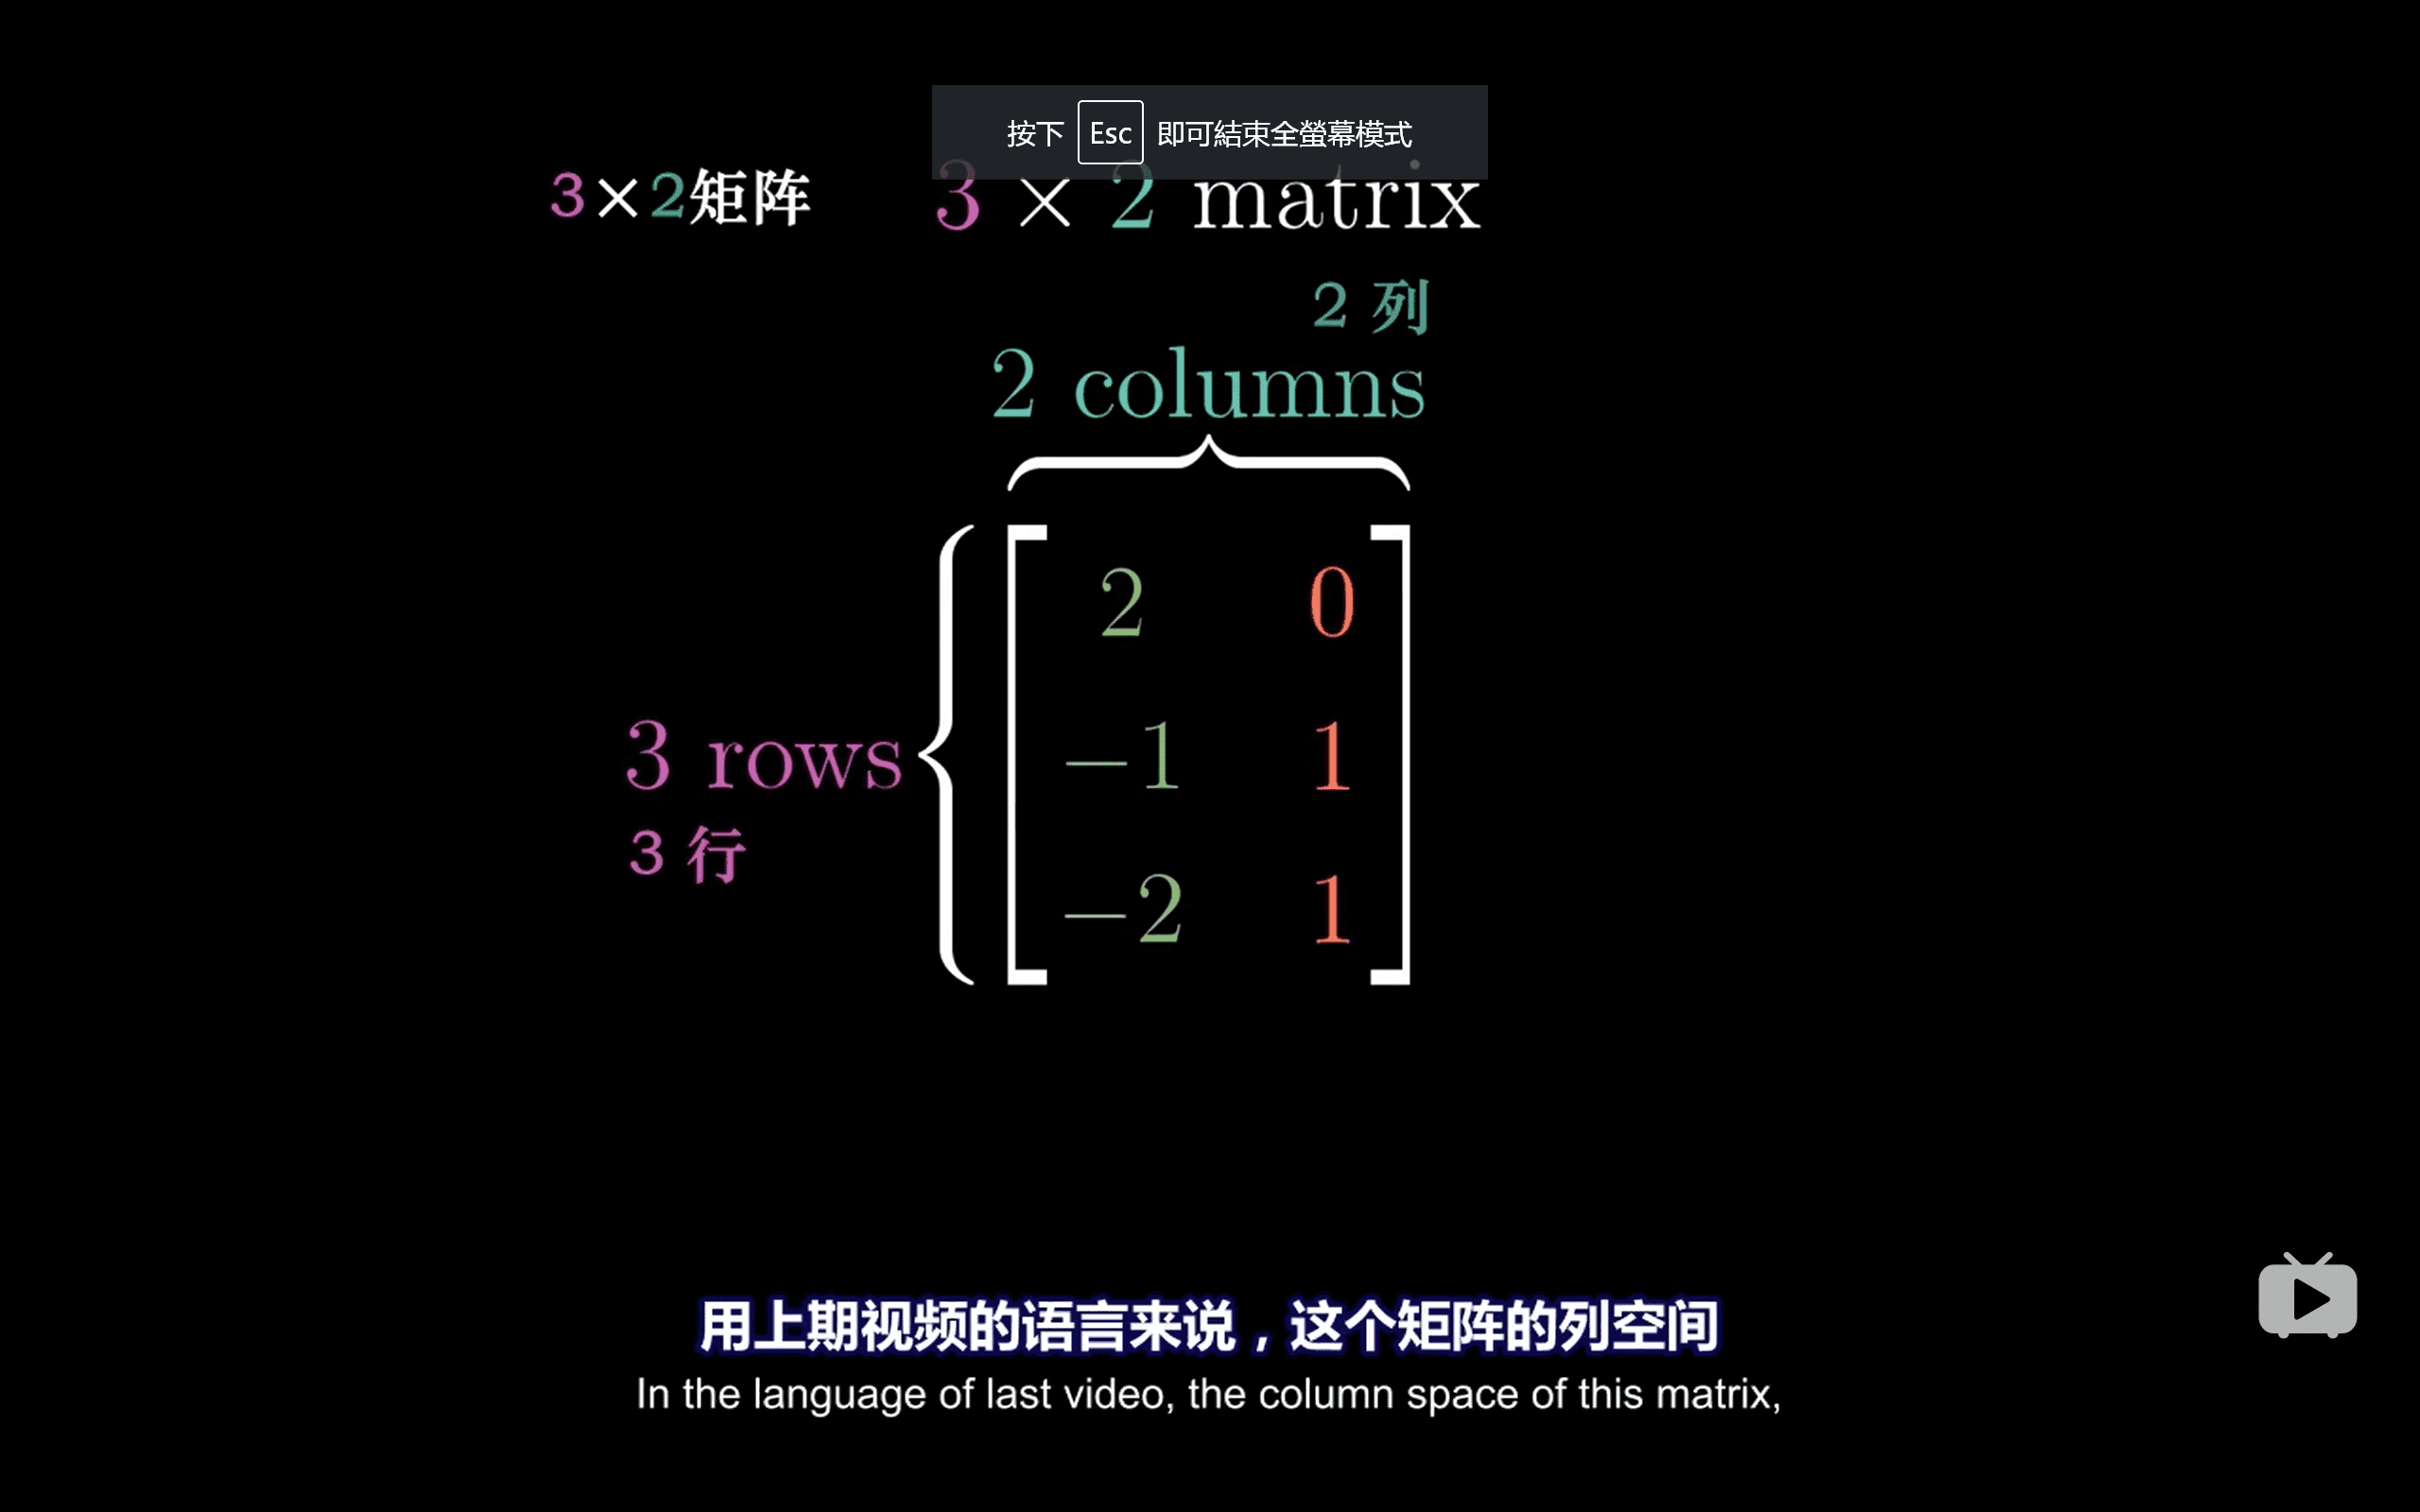 按下 Esc 即可結束全螢幕模式
3×2矩阵 3 × 2 matrix
2 列
2 columns
2 0
3 rows −1 1
3 行
−2 1
用上期视频的语言来说，这个矩阵的列空间
In the language of last video, the column space of this matrix,